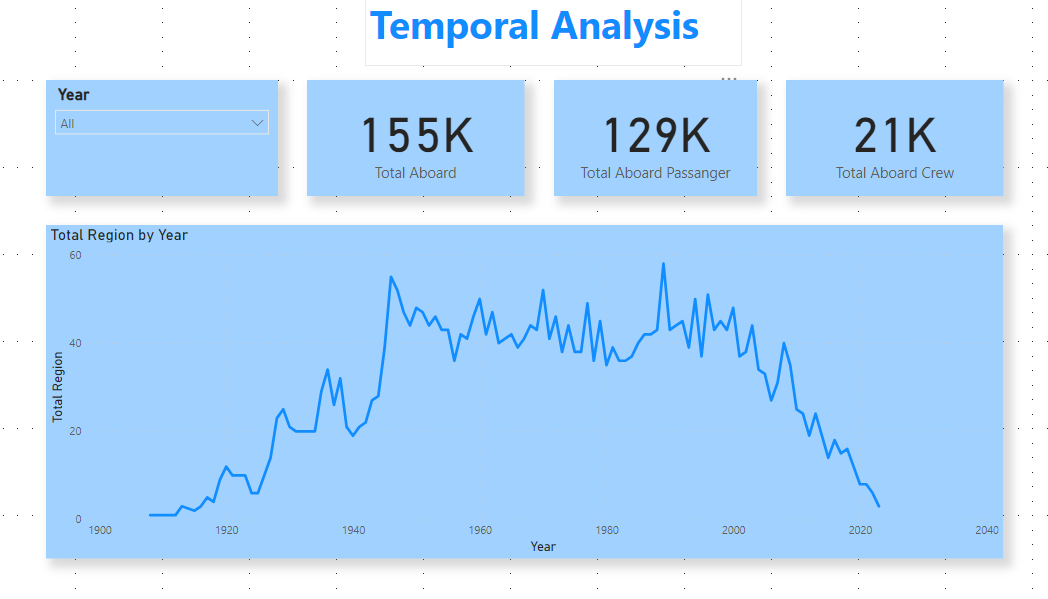 Temporal Analysis
Year
All
155K
Total Aboard
129K
Total Aboard Passanger
21K
Total Aboard Crew
Total Region by Year
Total Region
60
40
20
0
1900 1920 1940 1960 1980 2000 2020 2040
Year